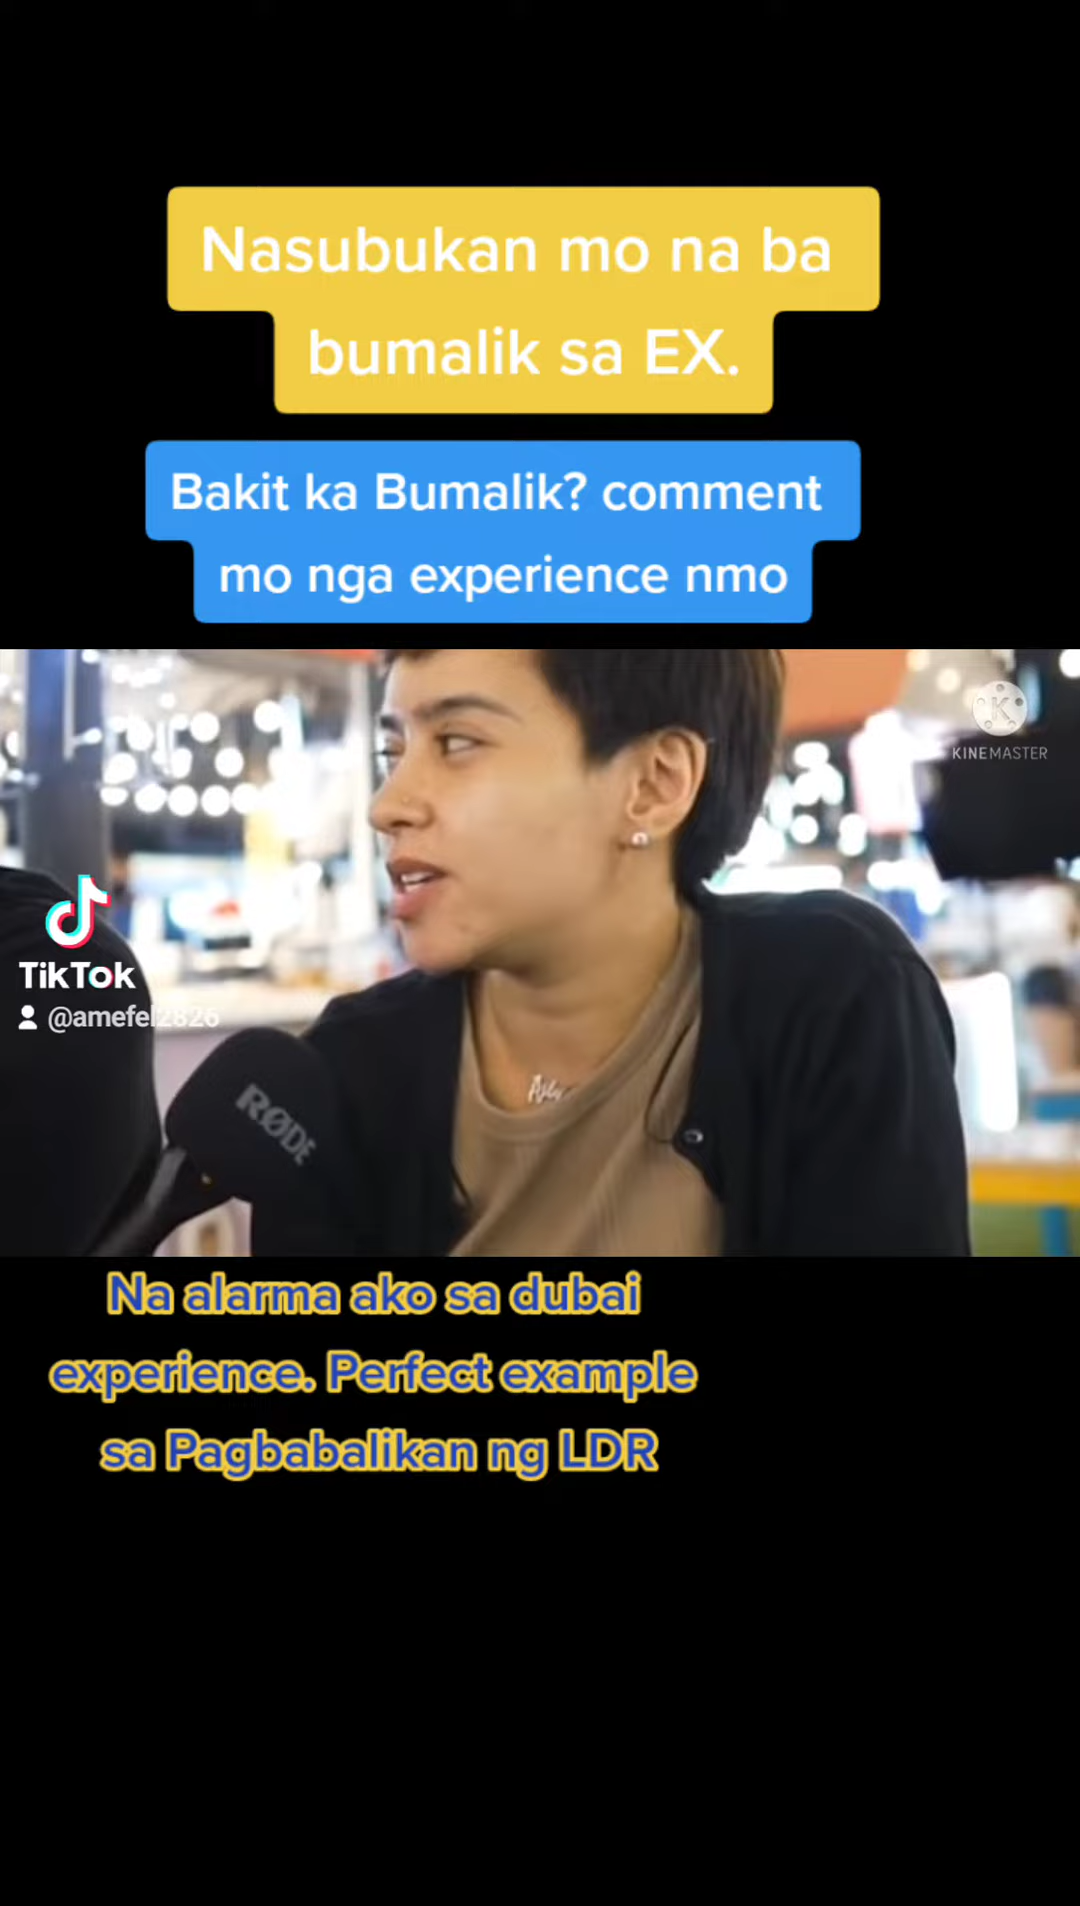 Nasubukan mo na ba
bumalik sa EX.
Bakit ka Bumalik? comment
mo nga experience nmo
KINEMASTER
TikTok
@amefel2826
RØDE
Na alarma ako sa dubai
experience. Perfect example
sa Pagbabalikan ng LDR